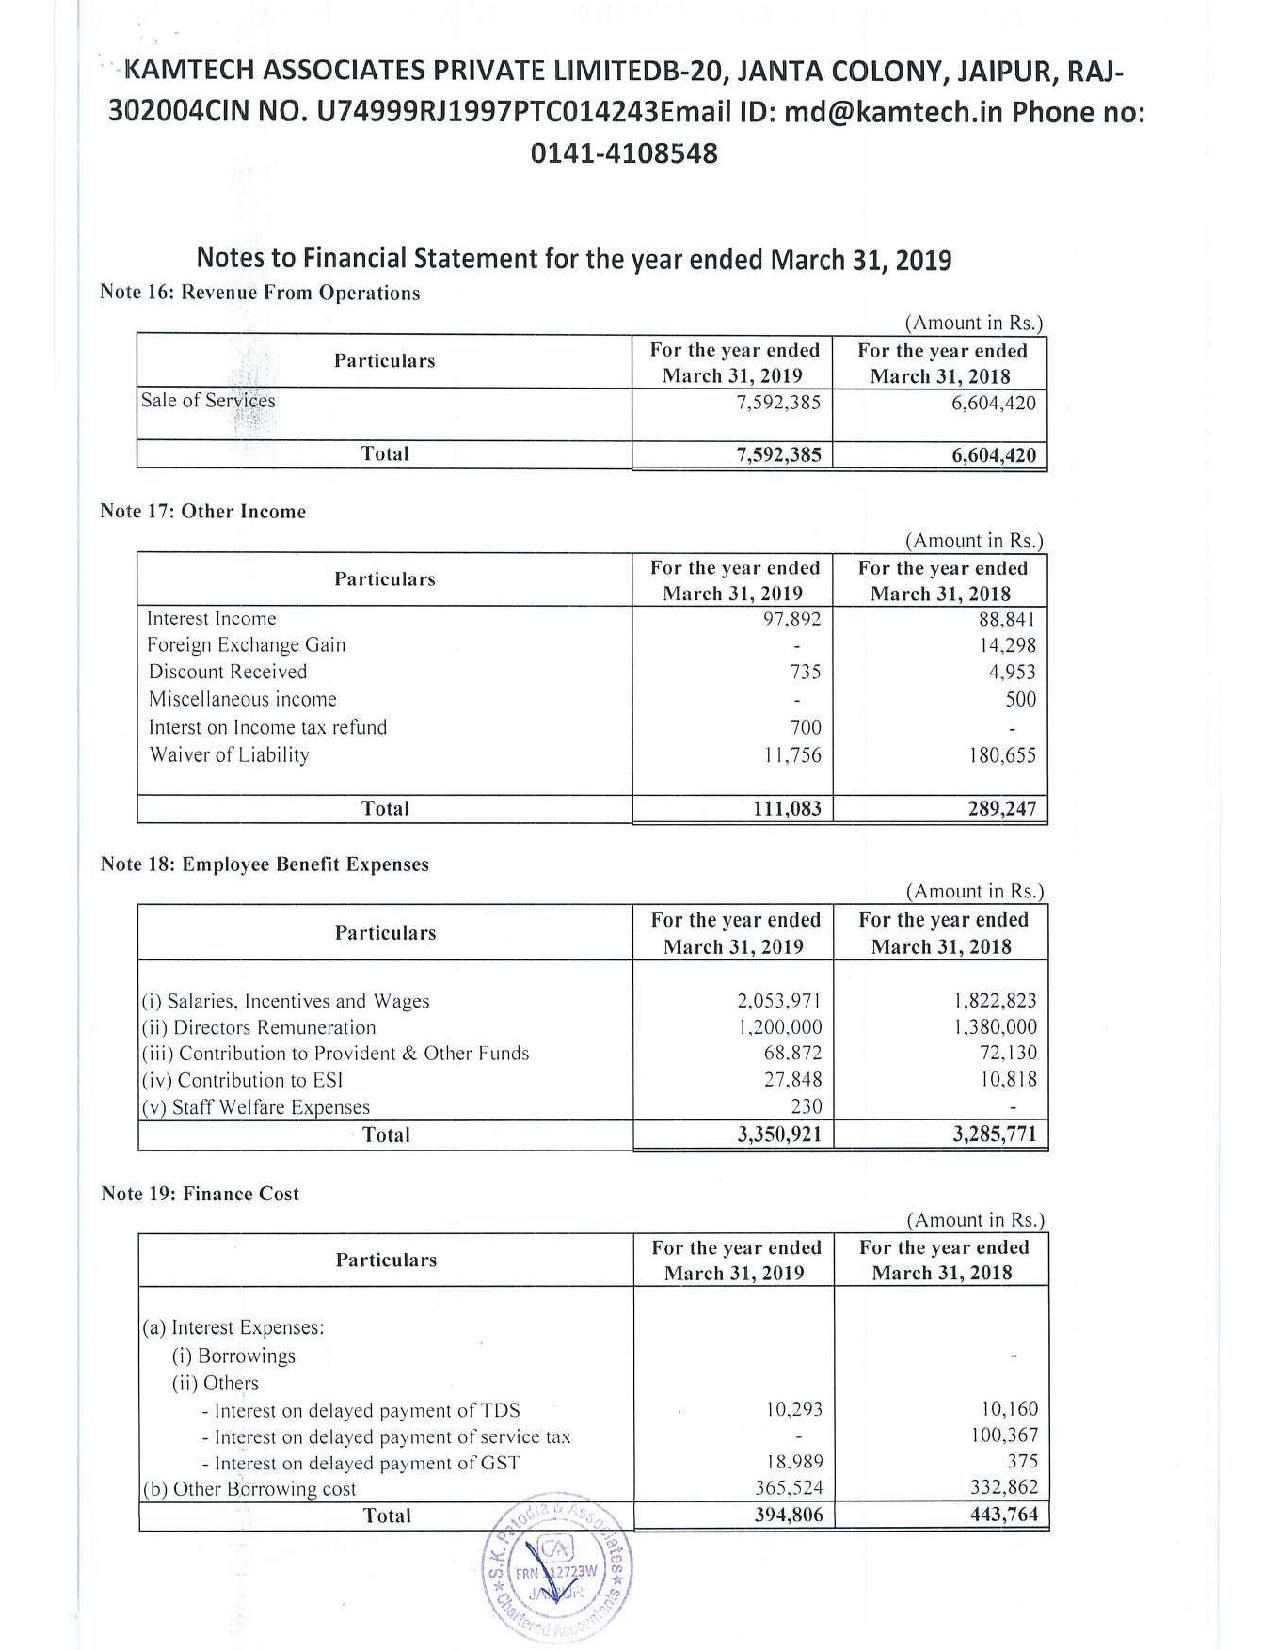 KAMTECH ASSOCIATES PRIVATE LIMITEDB-20, JANTA COLONY, JAIPUR, RAJ-
302004CIN NO. U74999RJ1997PTC014243Email ID: md@kamtech.in Phone no:
0141-4108548
Notes to Financial Statement for the year ended March 31, 2019
Note 16: Revenue From Operations
(Amount in Rs.)
Particulars For the year ended March 31, 2019 For the year ended March 31, 2018
Sale of Services 7,592,385 6,604,420
Total 7,592,385 6,604,420
Note 17: Other Income
(Amount in Rs.)
Particulars For the year ended March 31, 2019 For the year ended March 31, 2018
Interest Income 97,892 88,841
Foreign Exchange Gain - 14,298
Discount Received 735 4,953
Miscellaneous income - 500
Interst on Income tax refund 700 -
Waiver of Liability 11,756 180,655
Total 111,083 289,247
Note 18: Employee Benefit Expenses
(Amount in Rs.)
Particulars For the year ended March 31, 2019 For the year ended March 31, 2018
(i) Salaries, Incentives and Wages 2,053,971 1,822,823
(ii) Directors Remuneration 1,200,000 1,380,000
(iii) Contribution to Provident & Other Funds 68,872 72,130
(iv) Contribution to ESI 27,848 10,818
(v) Staff Welfare Expenses 230 -
Total 3,350,921 3,285,771
Note 19: Finance Cost
(Amount in Rs.)
Particulars For the year ended March 31, 2019 For the year ended March 31, 2018
(a) Interest Expenses:
(i) Borrowings -
(ii) Others
- Interest on delayed payment of TDS 10,293 10,160
- Interest on delayed payment of service tax - 100,367
- Interest on delayed payment of GST 18,989 375
(b) Other Borrowing cost 365,524 332,862
Total 394,806 443,764
S.K. Patodia & Associates
CA
FRN 112723W
JAIPUR
Chartered Accountants